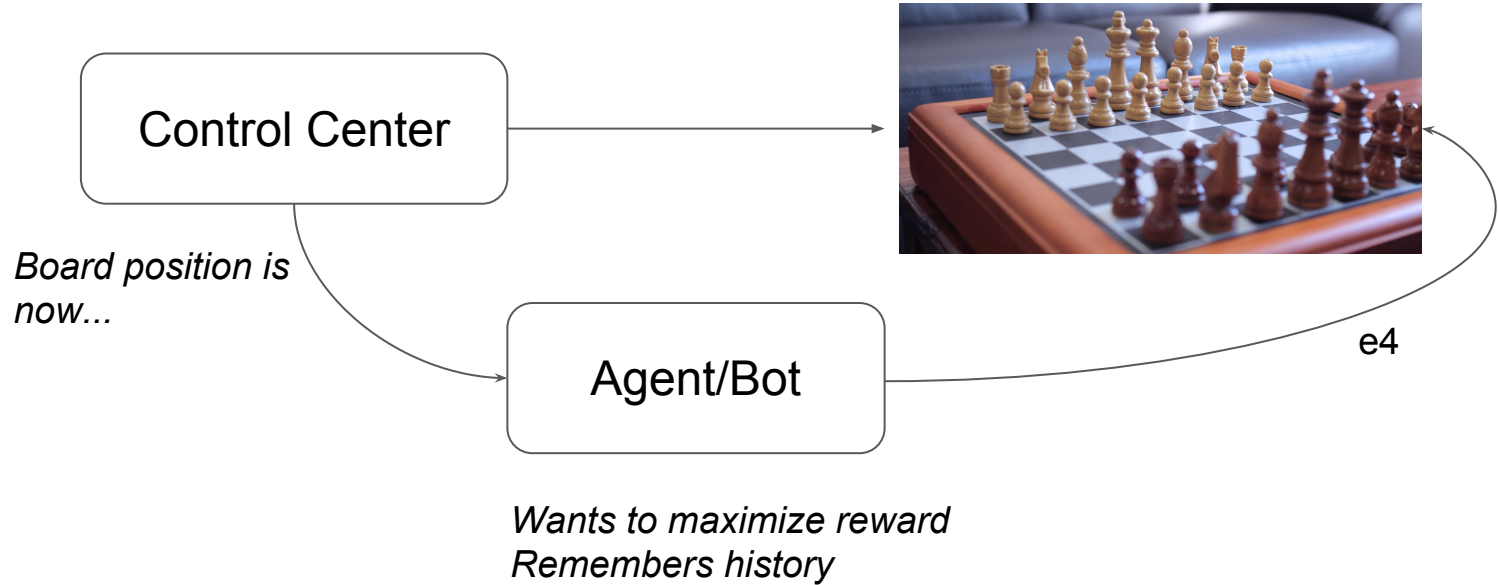 Control Center
Board position is
now...
Agent/Bot
e4
Wants to maximize reward
Remembers history